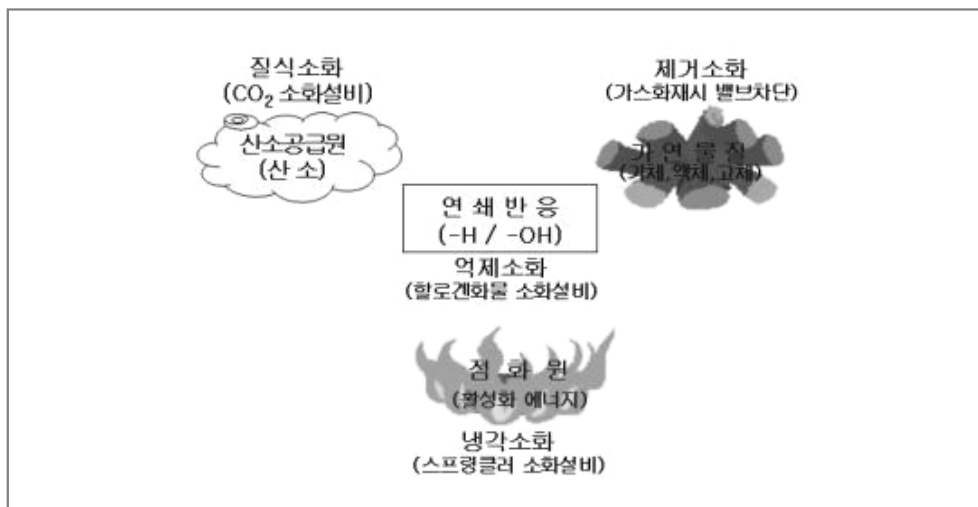 질식소화
(CO₂ 소화설비)
산소공급원
(산 소)
제거소화
(가스화재시 밸브차단)
가 연 물 질
(기체,액체,고체)
연 쇄 반 응
(-H / -OH)
억제소화
(할로겐화물 소화설비)
점 화 원
(활성화 에너지)
냉각소화
(스프링클러 소화설비)